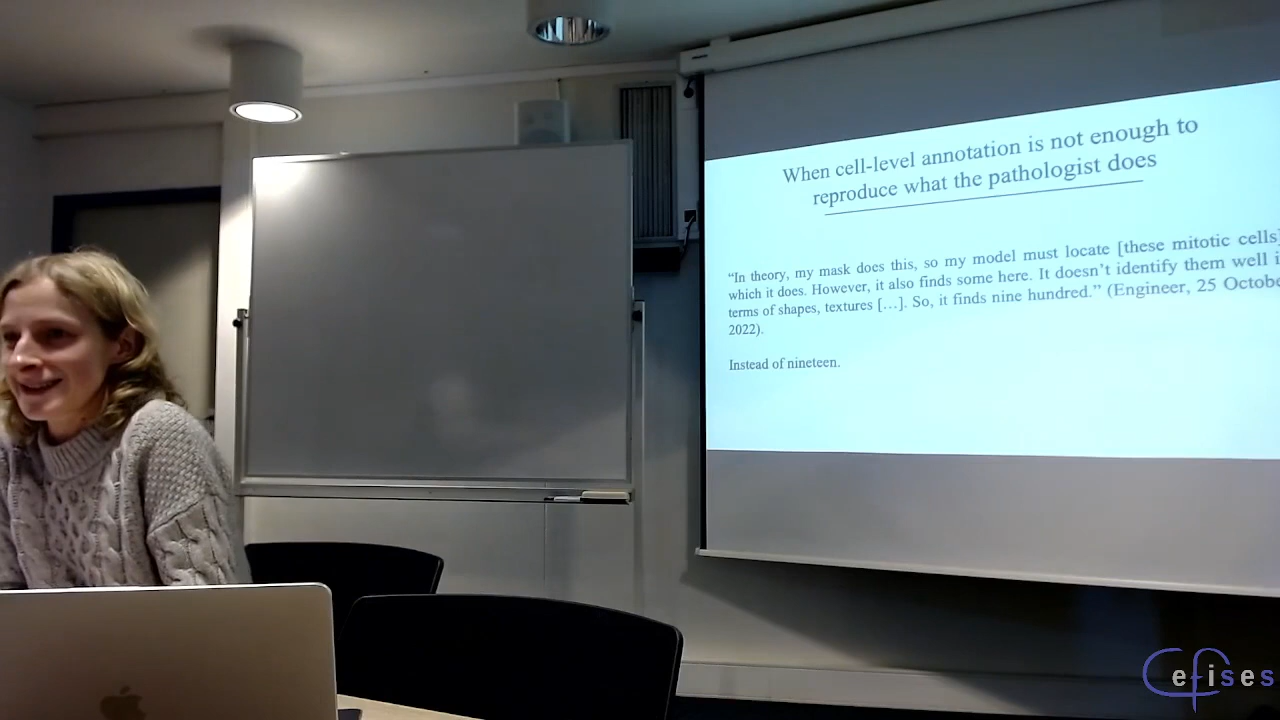 When cell-level annotation is not enough to
reproduce what the pathologist does
“In theory, my mask does this, so my model must locate [these mitotic cells]
which it does. However, it also finds some here. It doesn’t identify them well i
terms of shapes, textures […]. So, it finds nine hundred.” (Engineer, 25 Octobe
2022).
Instead of nineteen.
Cefises